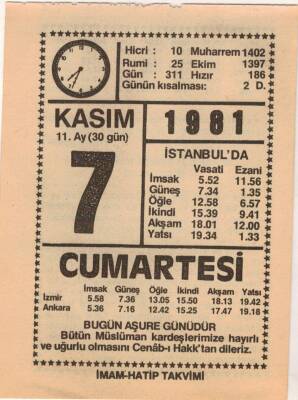 Hicri : 10 Muharrem 1402
Rumi : 25 Ekim 1397
Gün : 311 Hızır 186
Günün kısalması: 2 D.
KASIM
11. Ay (30 gün)
7
1981
İSTANBUL'DA
Vasati Ezani
İmsak 5.52 11.56
Güneş 7.34 1.35
Öğle 12.58 6.57
İkindi 15.39 9.41
Akşam 18.01 12.00
Yatsı 19.34 1.33
CUMARTESİ
İmsak Güneş Öğle İkindi Akşam Yatsı
İzmir 5.58 7.36 13.05 15.50 18.13 19.42
Ankara 5.36 7.16 12.42 15.25 17.47 19.18
BUGÜN AŞURE GÜNÜDÜR
Bütün Müslüman kardeşlerimize hayırlı
ve uğurlu olmasını Cenâb-ı Hakk'tan dileriz.
İMAM-HATİP TAKVİMİ